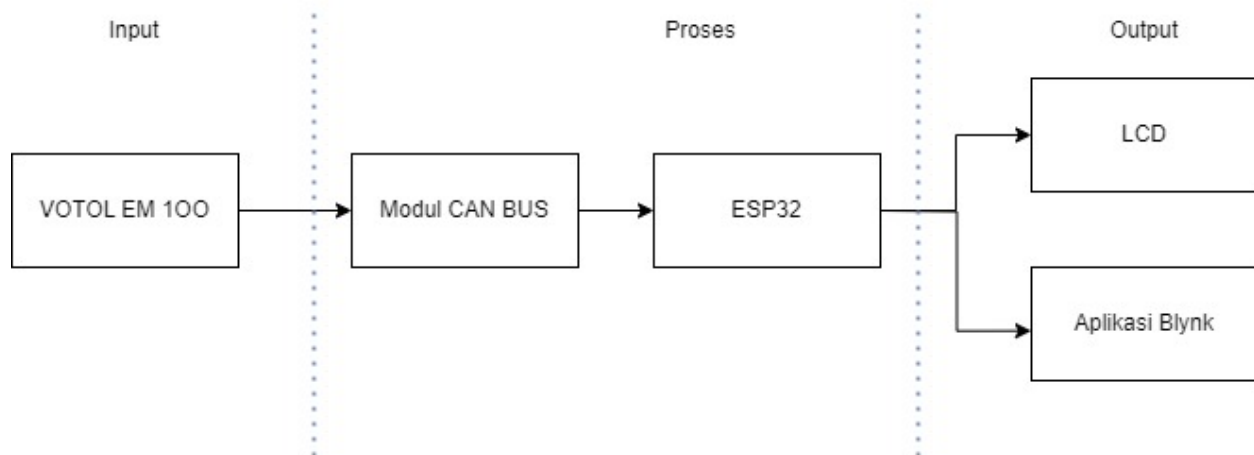 Input
Proses
Output
VOTOL EM 1OO
Modul CAN BUS
ESP32
LCD
Aplikasi Blynk